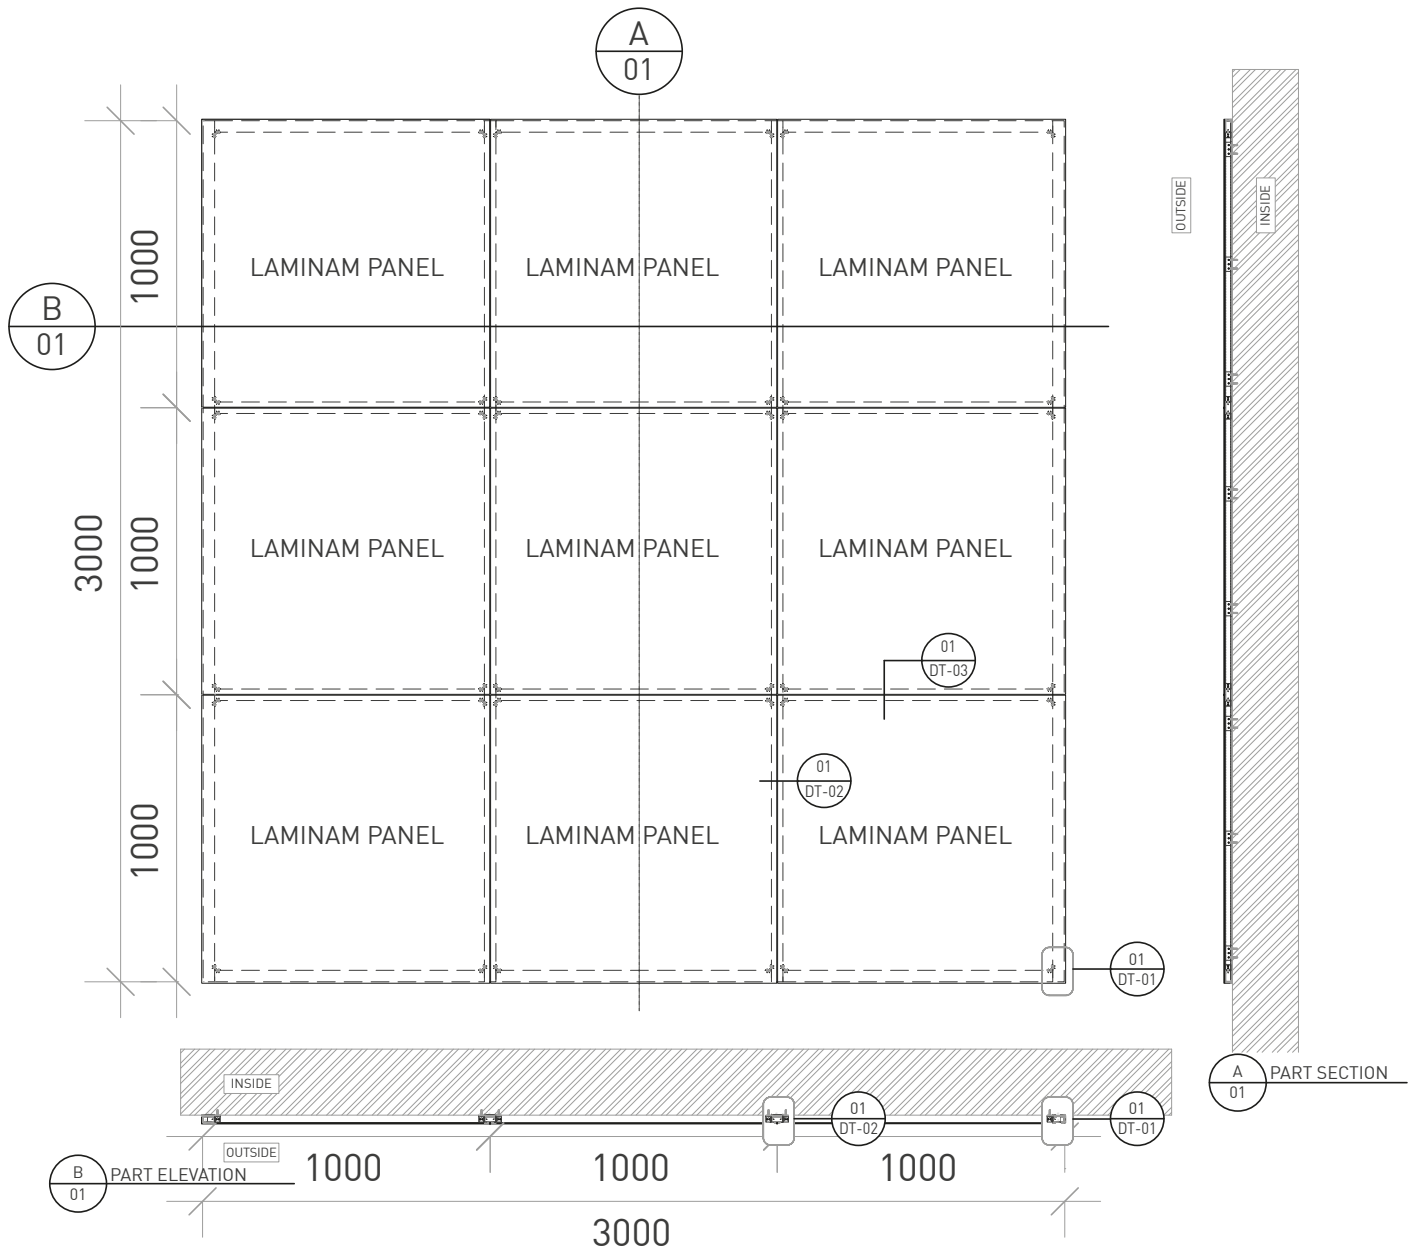 A
01
OUTSIDE
INSIDE
1000
LAMINAM PANEL LAMINAM PANEL LAMINAM PANEL
B
01
3000
1000
LAMINAM PANEL LAMINAM PANEL LAMINAM PANEL
01
DT-03
01
DT-02
1000
LAMINAM PANEL LAMINAM PANEL LAMINAM PANEL
01
DT-01
INSIDE
A
01
PART SECTION
01
DT-02
01
DT-01
OUTSIDE
B
01
PART ELEVATION
1000 1000 1000
3000